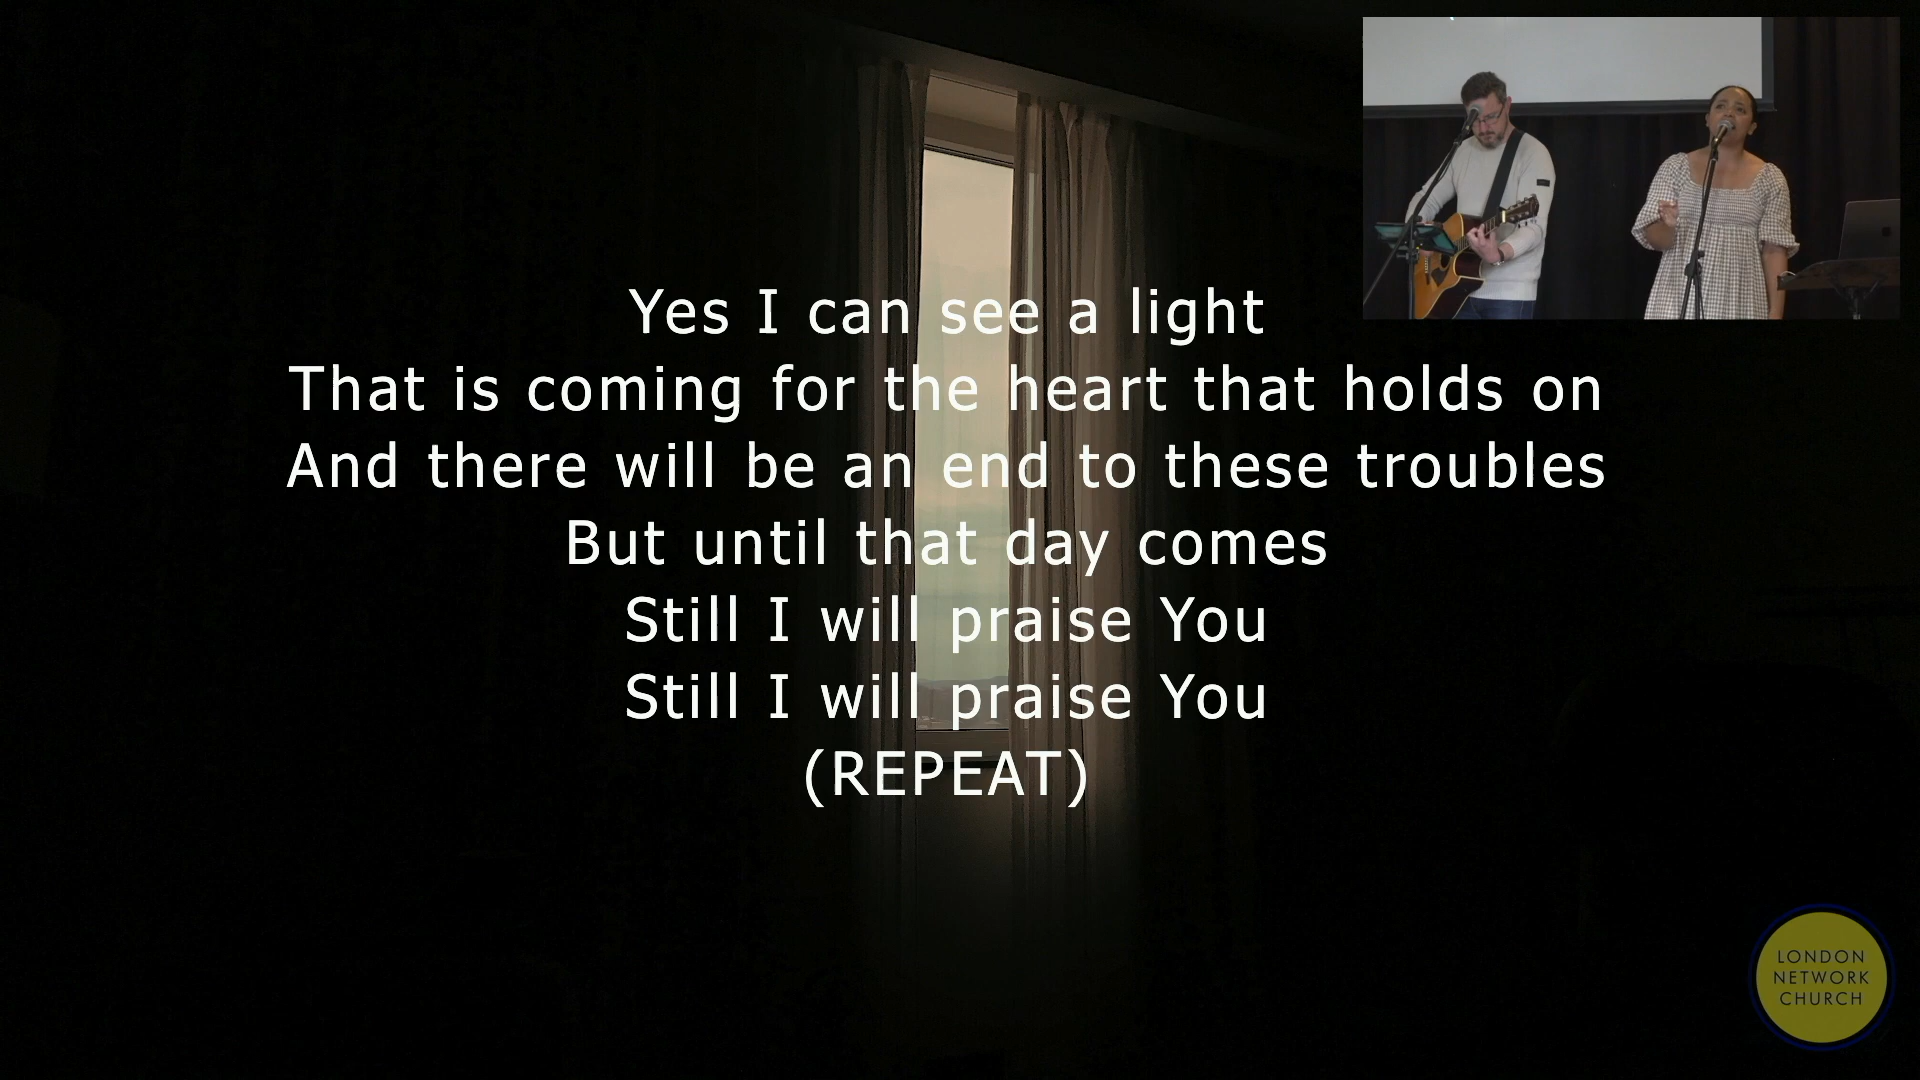 Yes I can see a light
That is coming for the heart that holds on
And there will be an end to these troubles
But until that day comes
Still I will praise You
Still I will praise You
(REPEAT)
LONDON
NETWORK
CHURCH